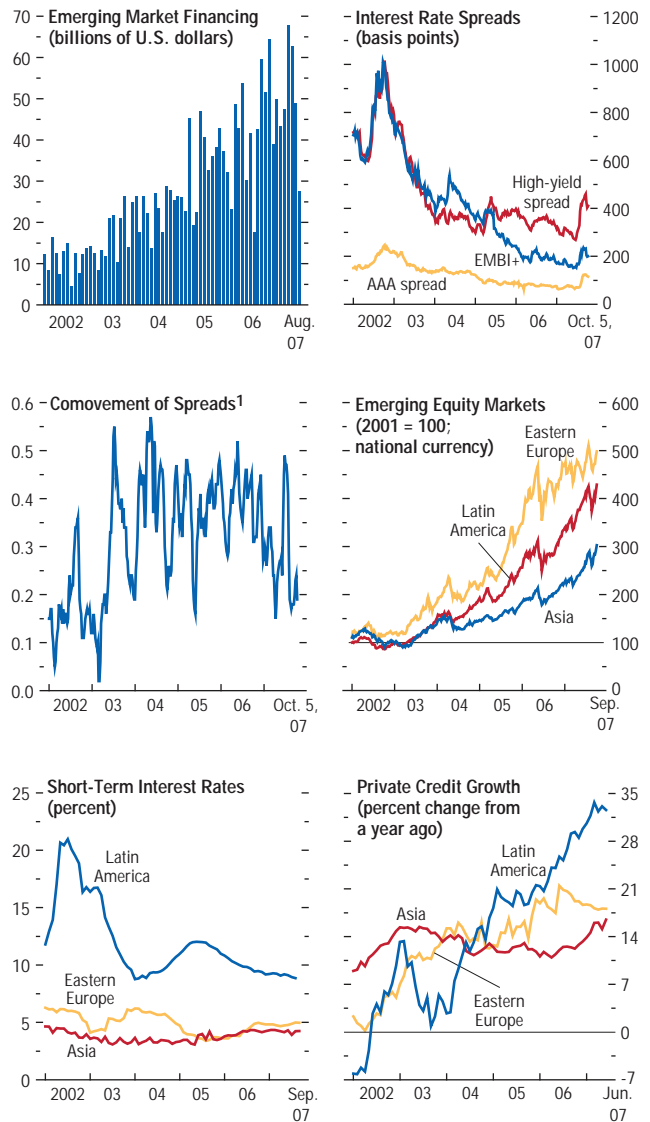 Emerging Market Financing
(billions of U.S. dollars)
70
60
50
40
30
20
10
0
2002 03 04 05 06 Aug.
07
Interest Rate Spreads
(basis points)
1200
1000
800
600
400
200
0
High-yield
spread
EMBI+
AAA spread
2002 03 04 05 06 Oct. 5,
07
Comovement of Spreads1
0.6
0.5
0.4
0.3
0.2
0.1
0.0
2002 03 04 05 06 Oct. 5,
07
Emerging Equity Markets
(2001 = 100;
national currency)
600
500
400
300
200
100
0
Eastern
Europe
Latin
America
Asia
2002 03 04 05 06 Sep.
07
Short-Term Interest Rates
(percent)
25
20
15
10
5
0
Latin
America
Eastern
Europe
Asia
2002 03 04 05 06 Sep.
07
Private Credit Growth
(percent change from
a year ago)
35
28
21
14
7
0
-7
Latin
America
Asia
Eastern
Europe
2002 03 04 05 06 Jun.
07